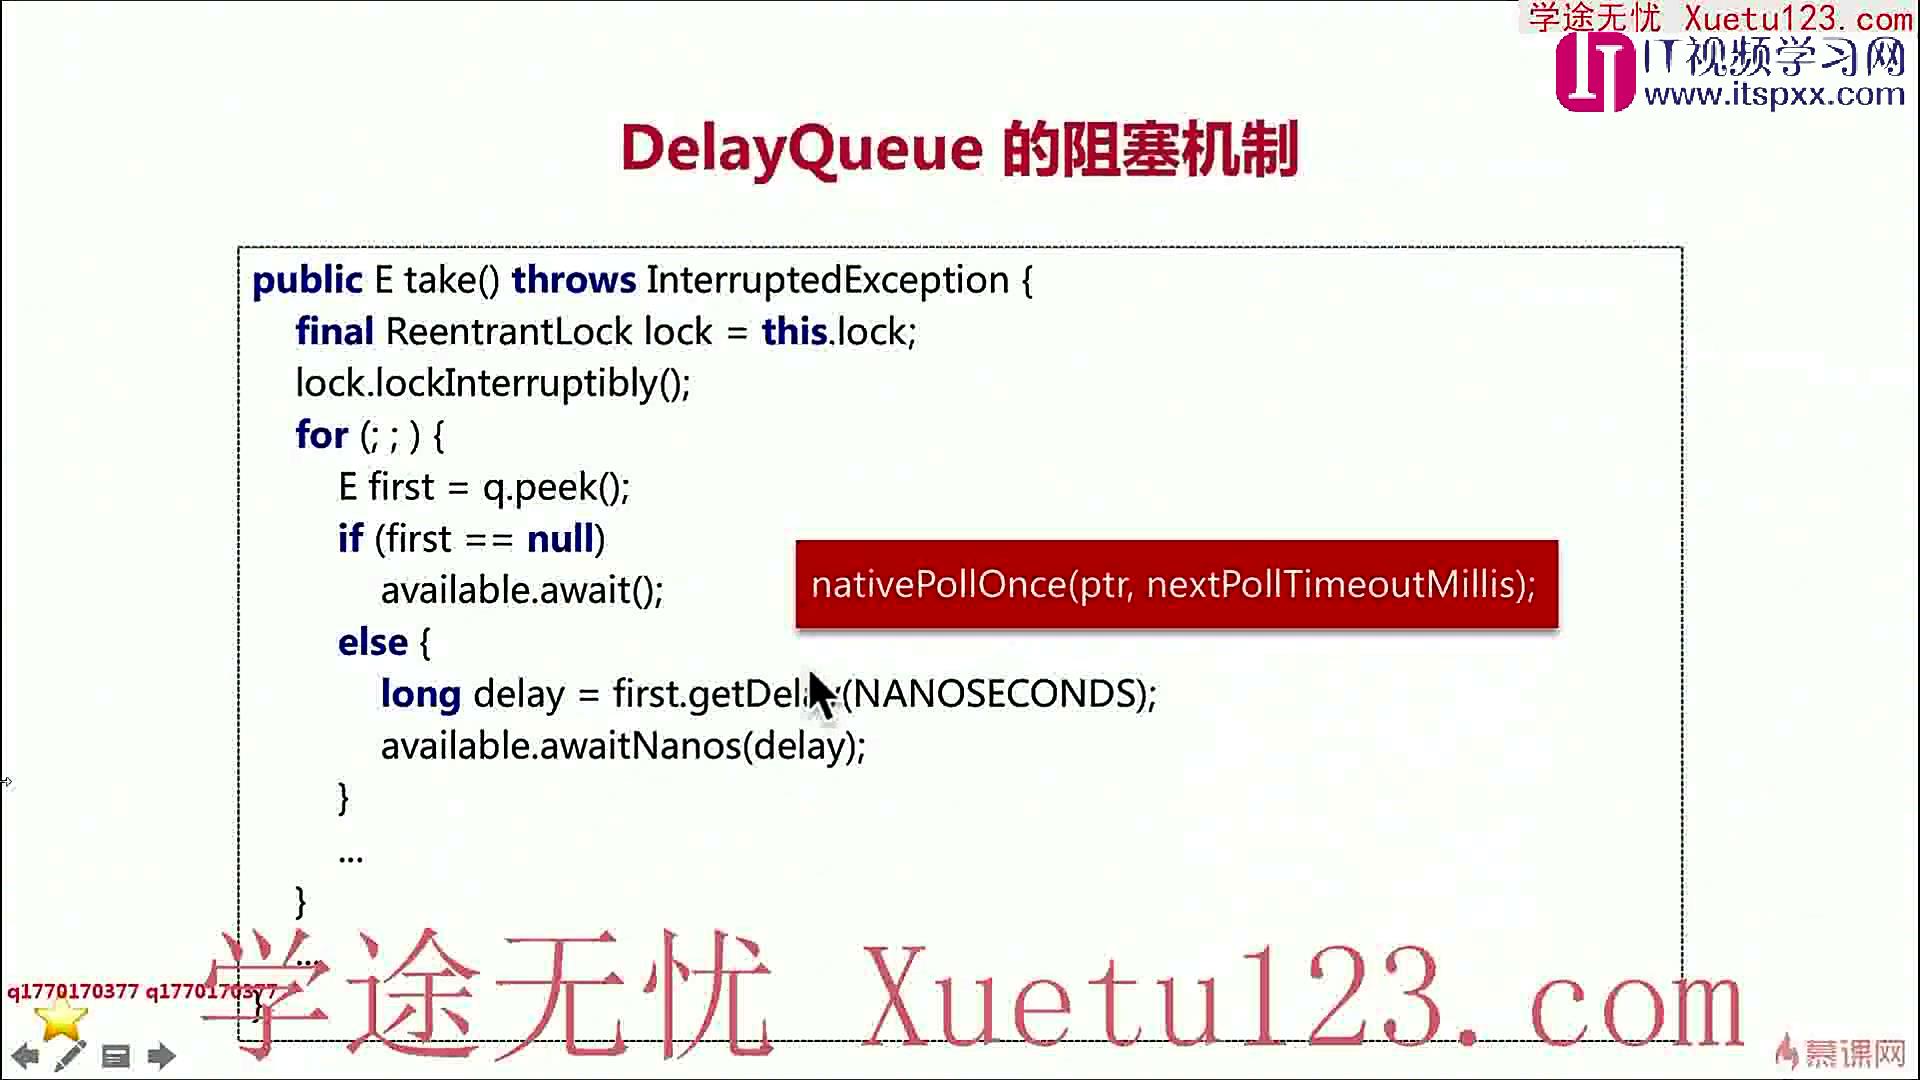 学途无忧 Xuetu123.com
IT视频学习网
www.itspxx.com
DelayQueue 的阻塞机制
public E take() throws InterruptedException {
final ReentrantLock lock = this.lock;
lock.lockInterruptibly();
for (; ; ) {
E first = q.peek();
if (first == null)
available.await();
nativePollOnce(ptr, nextPollTimeoutMillis);
else {
long delay = first.getDelay(NANOSECONDS);
available.awaitNanos(delay);
}
...
}
...
}
学途无忧 Xuetu123.com
q1770170377 q1770170377
慕课网